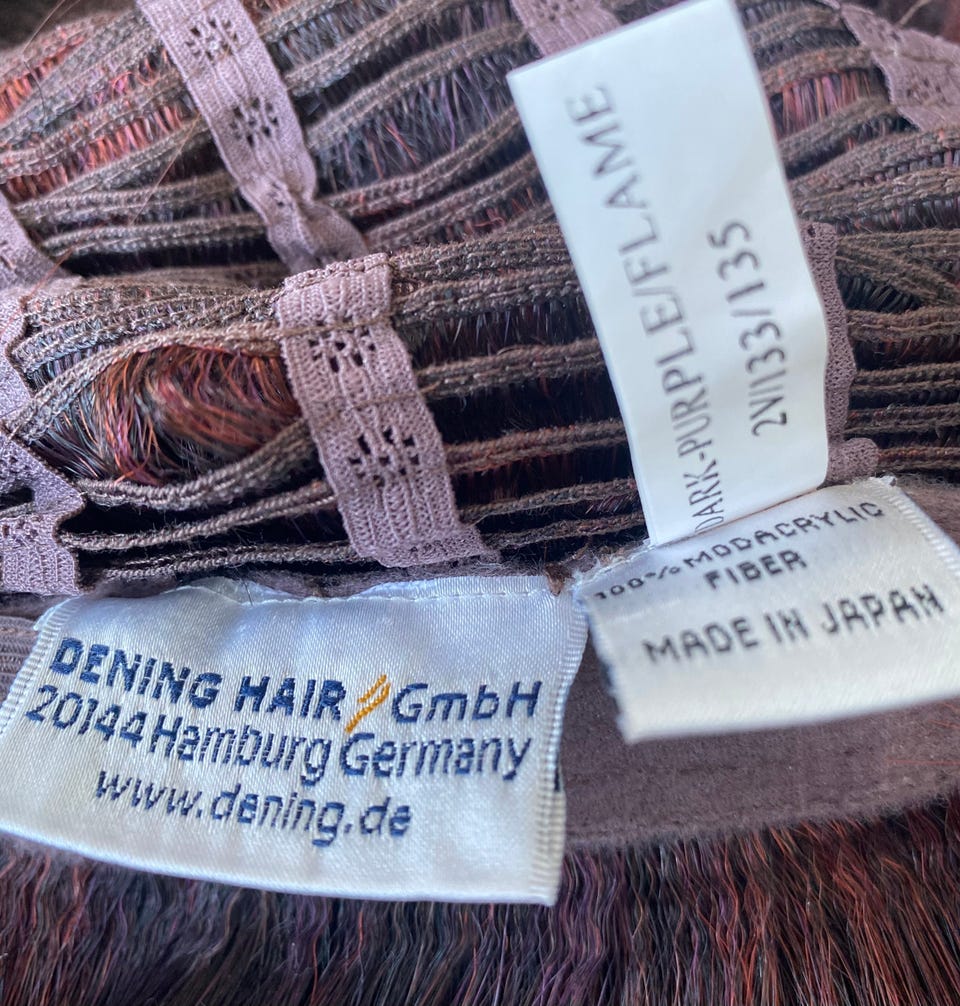 DARK-PURPLE/FLAME
2V/133/135
100% MODACRYLIC
FIBER
MADE IN JAPAN
DENING HAIR GmbH
20144 Hamburg Germany
www.dening.de